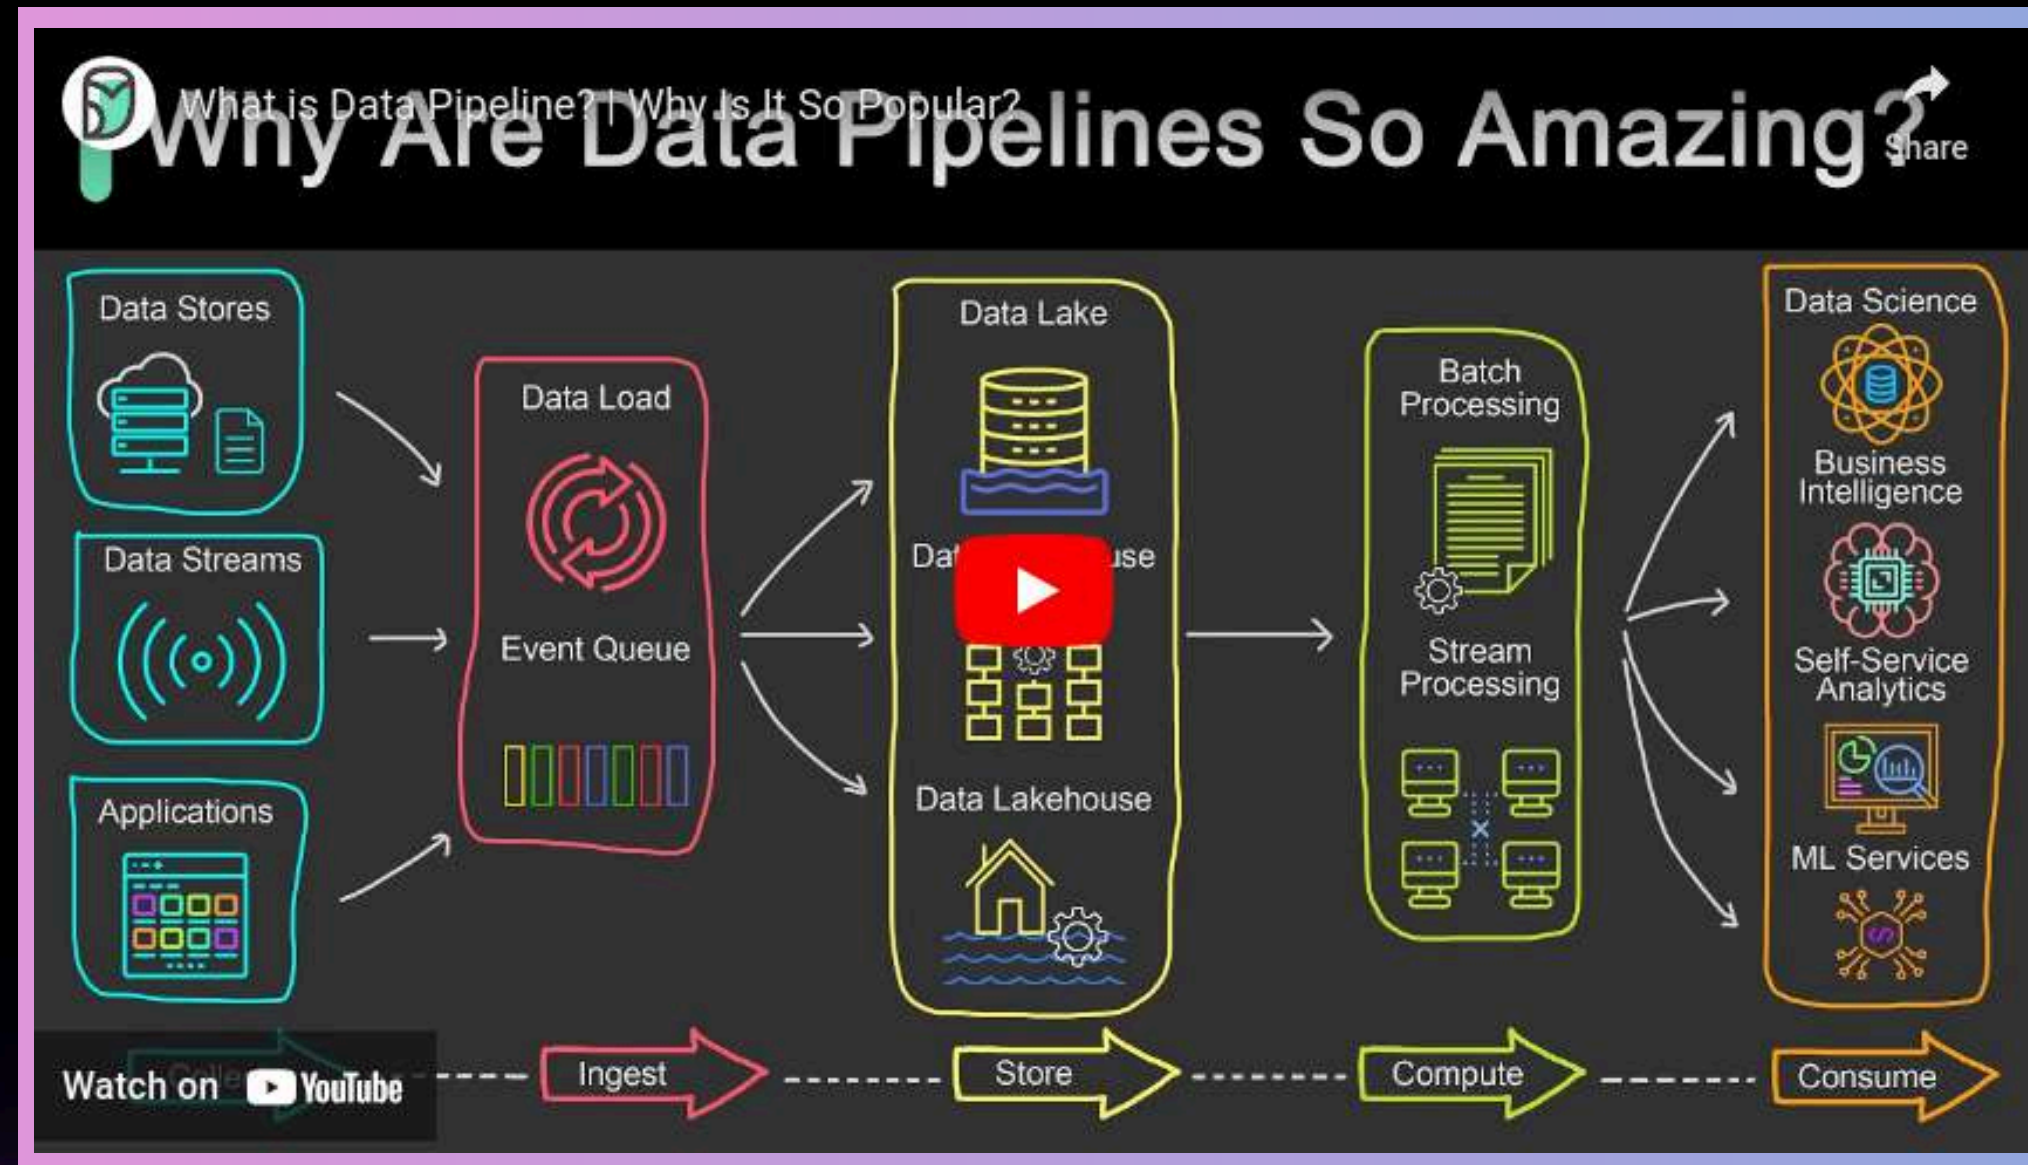 What is Data Pipeline? | Why Is It So Popular?
Why Are Data Pipelines So Amazing?
Share
Data Stores
Data Streams
Applications
Data Load
Event Queue
Data Lake
Data Lakehouse
Batch
Processing
Stream
Processing
Data Science
Business
Intelligence
Self-Service
Analytics
ML Services
Watch on YouTube
Ingest
Store
Compute
Consume